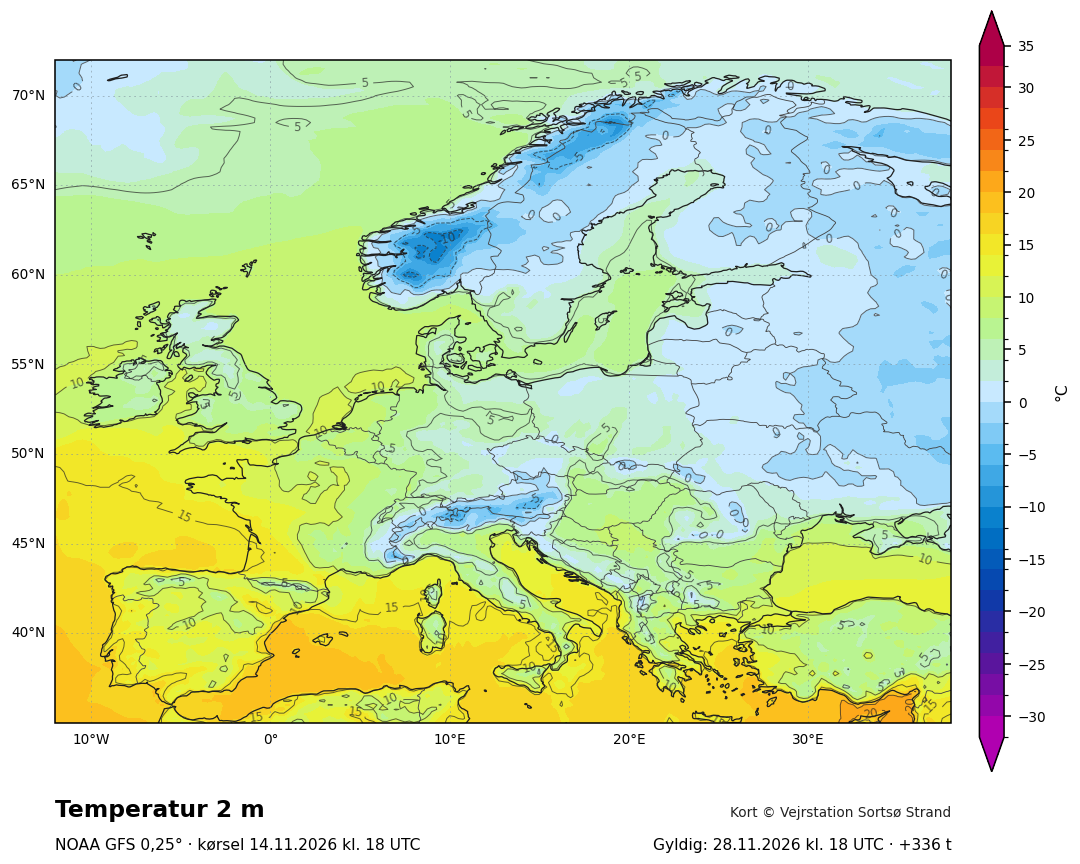 35
30
25
20
15
10
5
0
−5
−10
−15
−20
−25
−30
°C
70°N
65°N
60°N
55°N
50°N
45°N
40°N
10°W
0°
10°E
20°E
30°E
Temperatur 2 m
Kort © Vejrstation Sortsø Strand
NOAA GFS 0,25° · kørsel 14.11.2026 kl. 18 UTC
Gyldig: 28.11.2026 kl. 18 UTC · +336 t